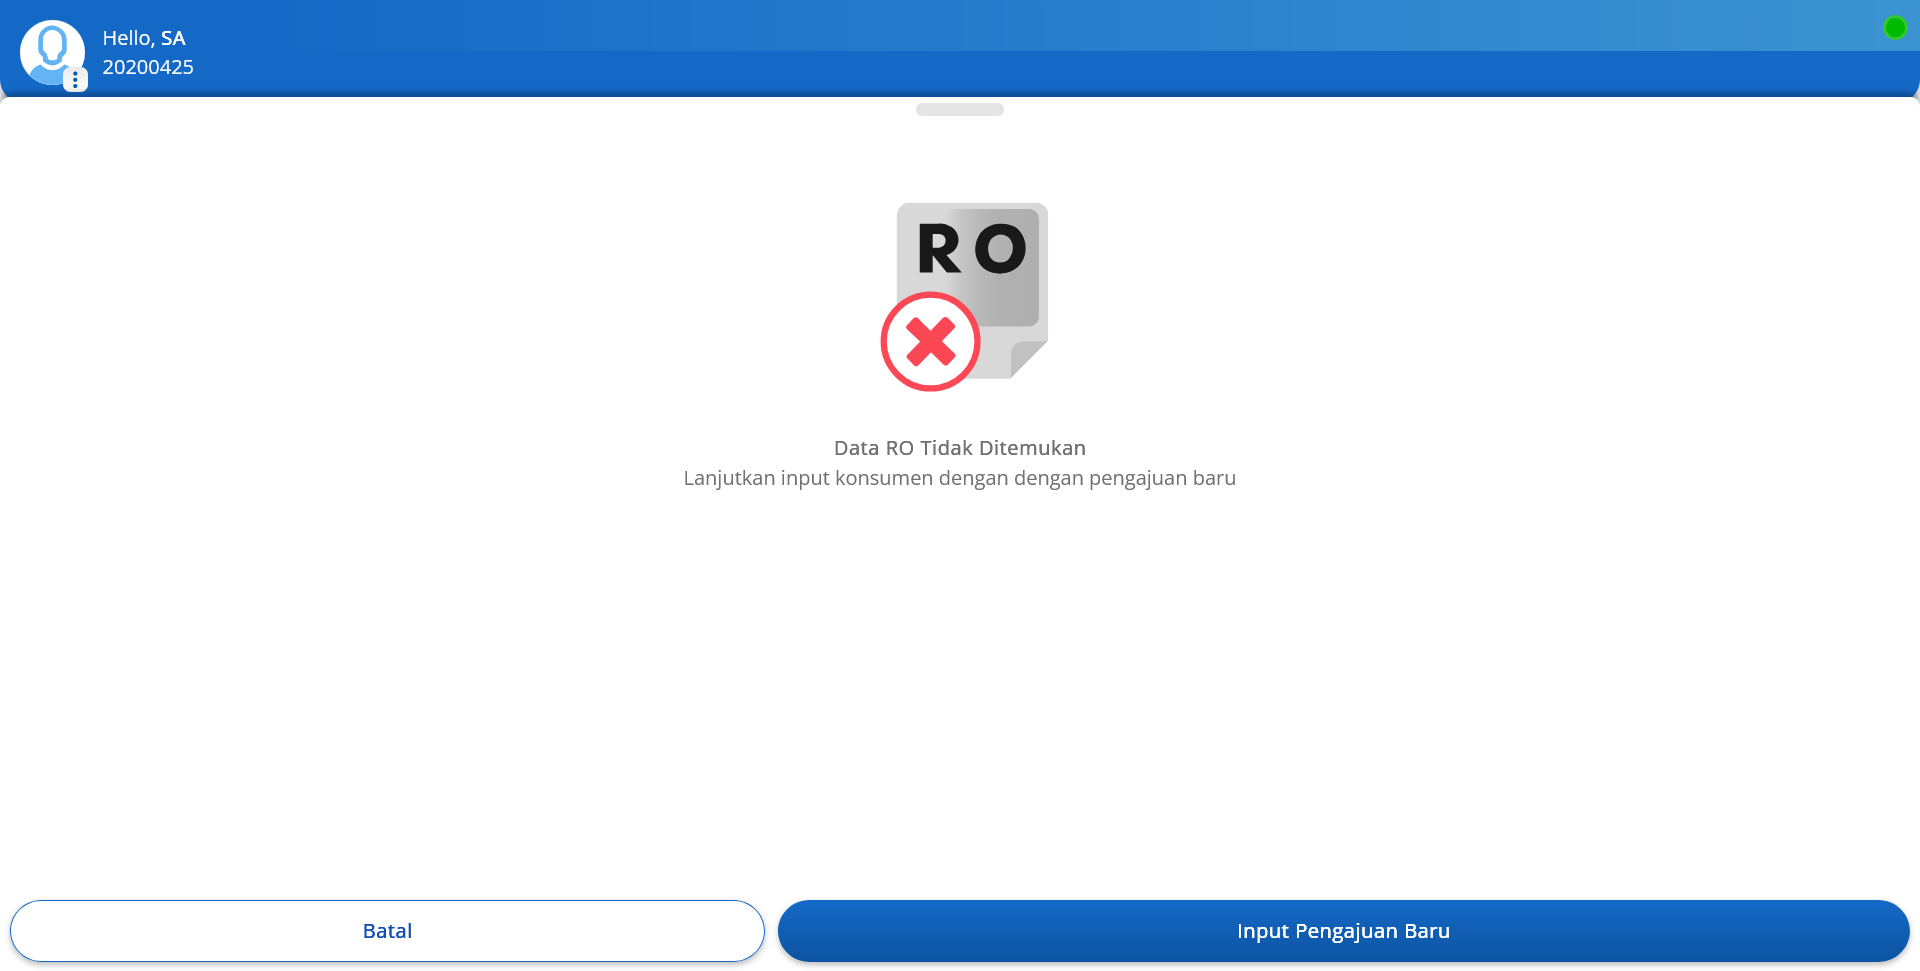 Hello, SA
20200425
RO
Data RO Tidak Ditemukan
Lanjutkan input konsumen dengan dengan pengajuan baru
Batal
Input Pengajuan Baru